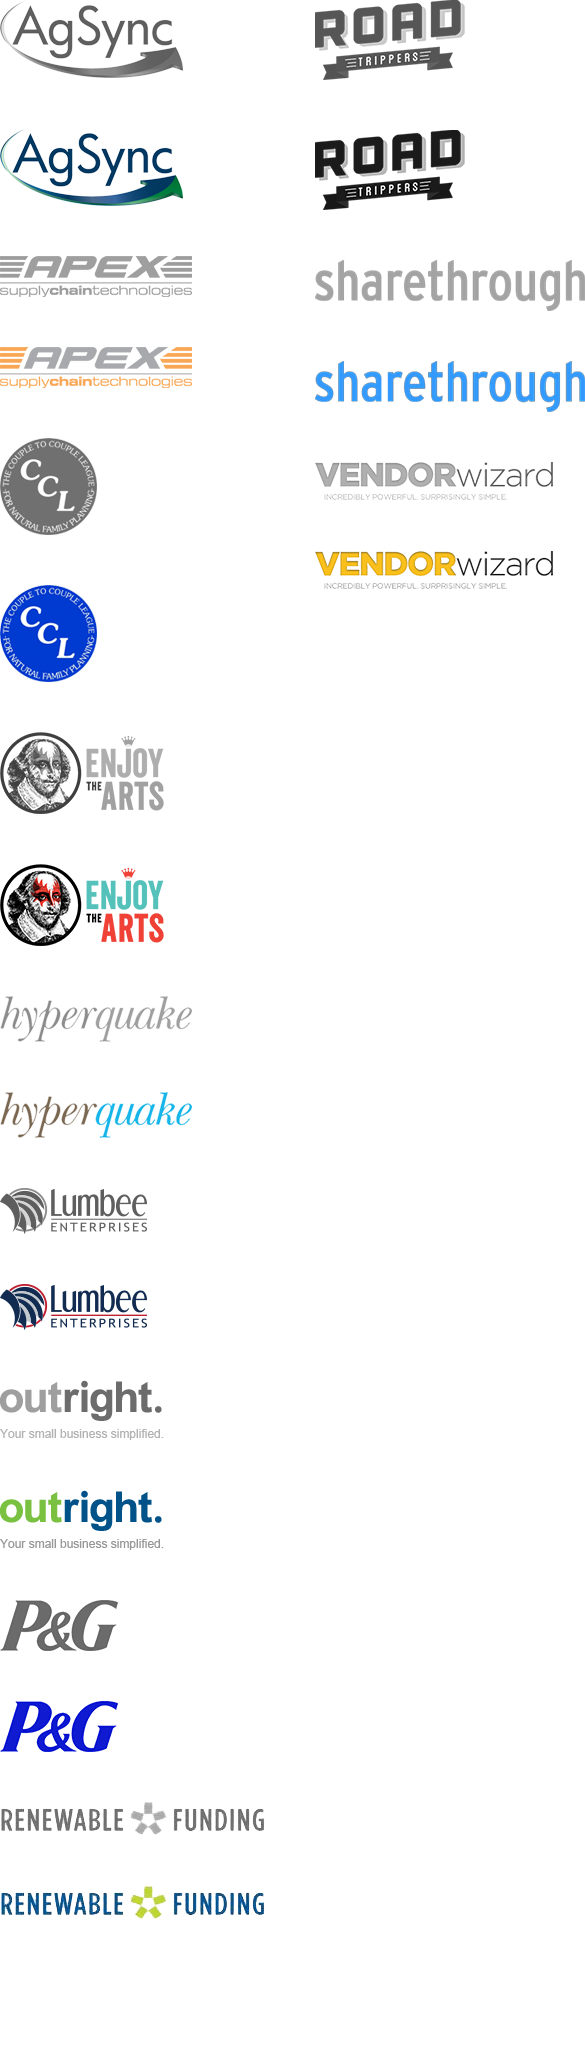 AgSync
AgSync
APEX
supplychaintechnologies
APEX
supplychaintechnologies
THE COUPLE TO COUPLE LEAGUE
CCL
·FOR NATURAL FAMILY PLANNING·
THE COUPLE TO COUPLE LEAGUE
CCL
·FOR NATURAL FAMILY PLANNING·
ENJOY
THE ARTS
ENJOY
THE ARTS
hyperquake
hyperquake
Lumbee
ENTERPRISES
Lumbee
ENTERPRISES
outright.
Your small business simplified.
outright.
Your small business simplified.
P&G
P&G
RENEWABLE FUNDING
RENEWABLE FUNDING
ROAD
TRIPPERS
ROAD
TRIPPERS
sharethrough
sharethrough
VENDORwizard
INCREDIBLY POWERFUL. SURPRISINGLY SIMPLE.
VENDORwizard
INCREDIBLY POWERFUL. SURPRISINGLY SIMPLE.